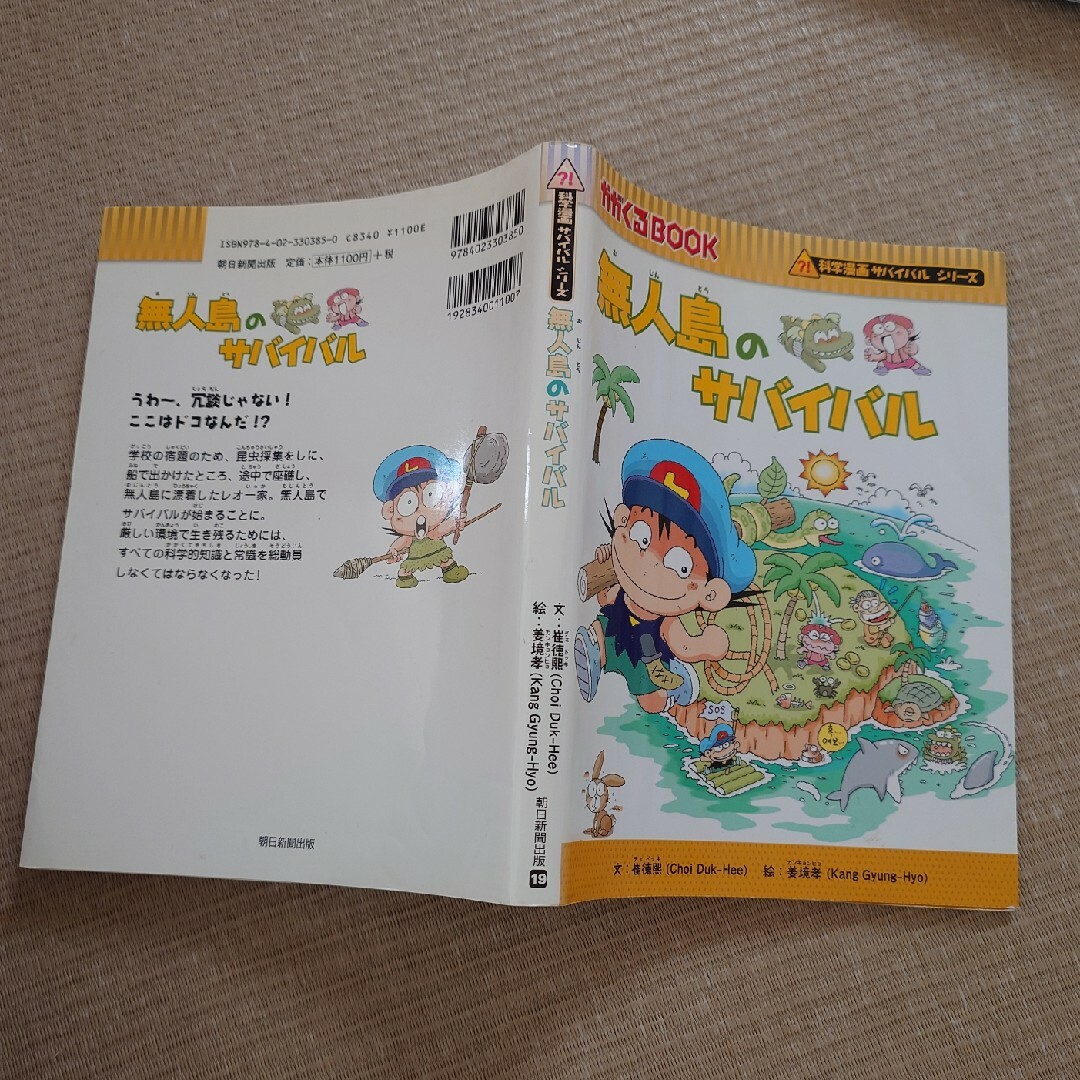 ISBN978-4-02-330385-0 C8340 ¥1100E
朝日新聞出版 定価：本体1100円＋税
9784023303850
1928340011007
無人島の
サバイバル
うわー、冗談じゃない！
ここはドコなんだ!?
学校の宿題のため、昆虫採集をしに、
船で出かけたところ、途中で座礁し、
無人島に漂着したレオ一家。無人島で
サバイバルが始まることに。
厳しい環境で生き残るためには、
すべての科学的知識と常識を総動員
しなくてはならなくなった！
朝日新聞出版
?!
科学漫画 サバイバル シリーズ
無人島のサバイバル
文：崔徳熙 (Choi Duk-Hee)
絵：姜境孝 (Kang Gyung-Hyo)
朝日新聞出版
19
かがくるBOOK
?! 科学漫画 サバイバル シリーズ
無人島の
サバイバル
L
SOS
文：崔徳熙 (Choi Duk-Hee) 絵：姜境孝 (Kang Gyung-Hyo)